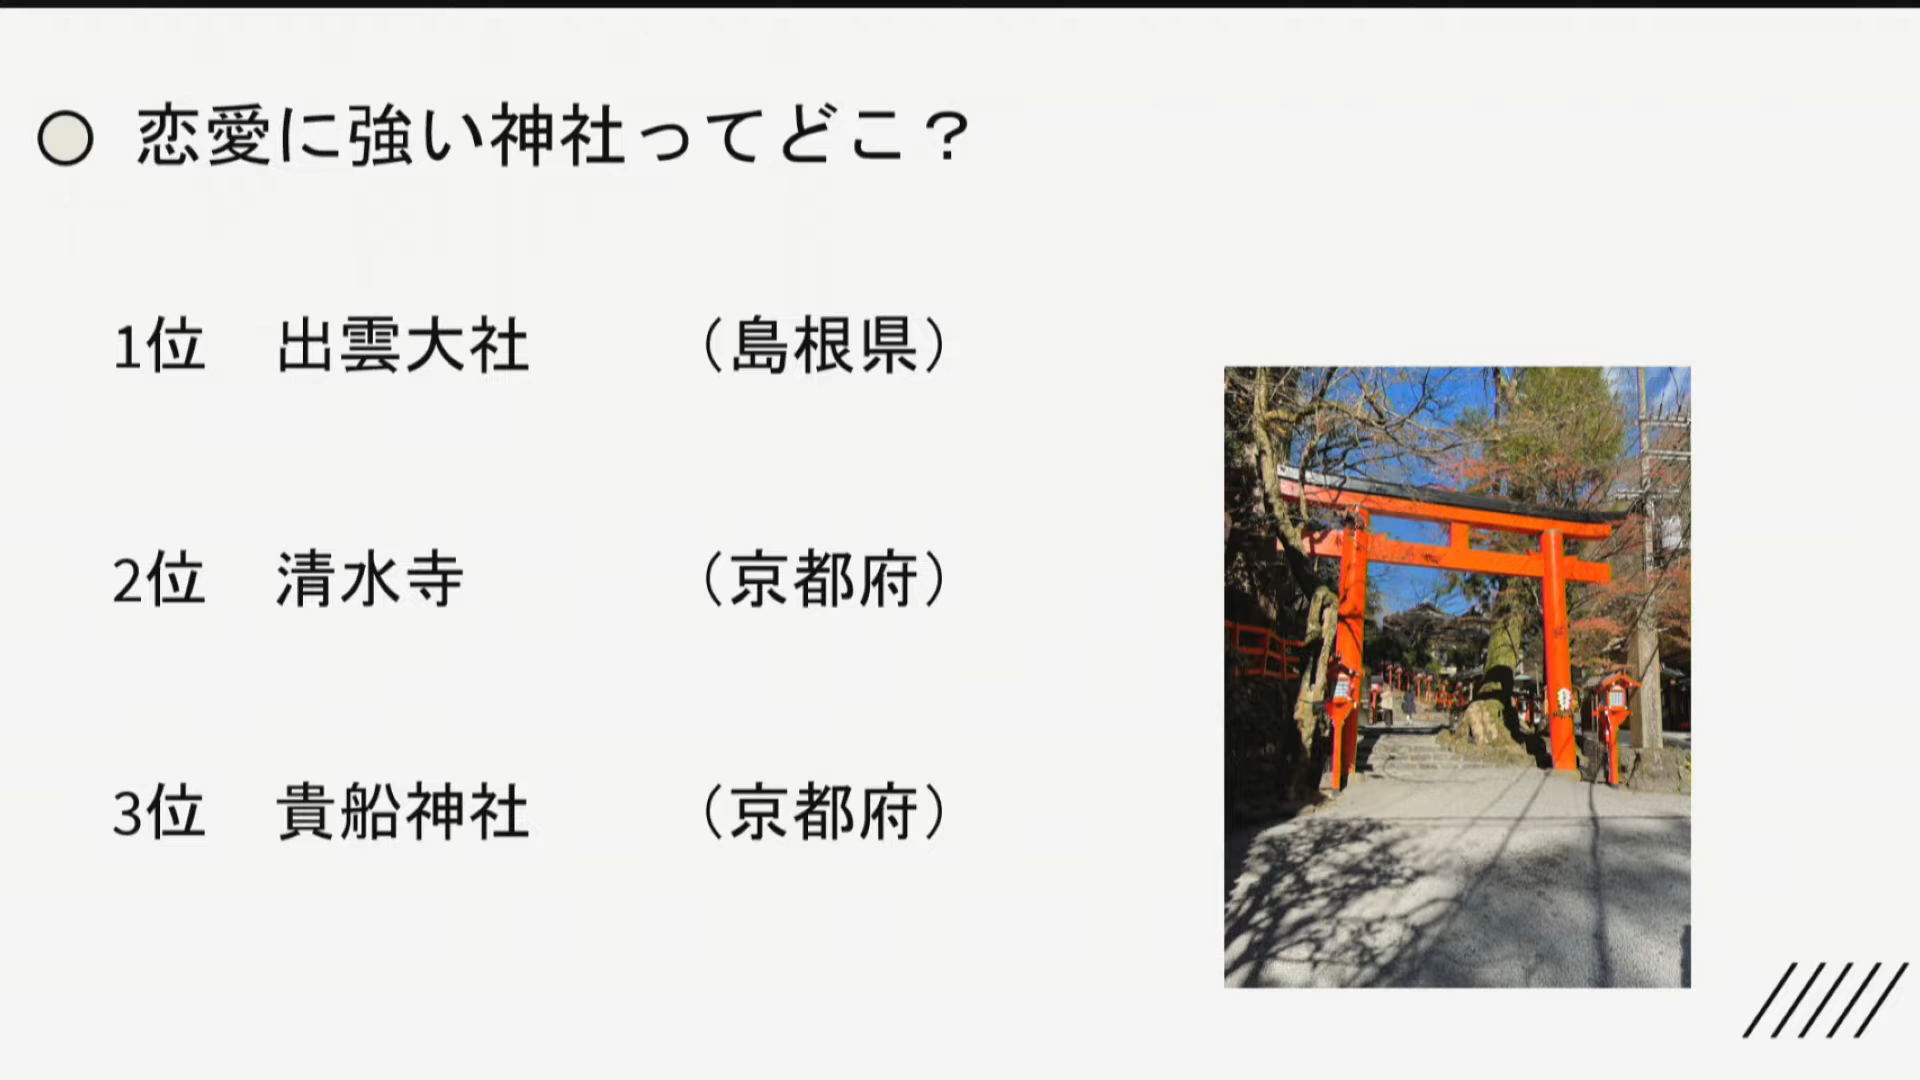 恋愛に強い神社ってどこ？
1位　出雲大社　（島根県）
2位　清水寺　（京都府）
3位　貴船神社　（京都府）